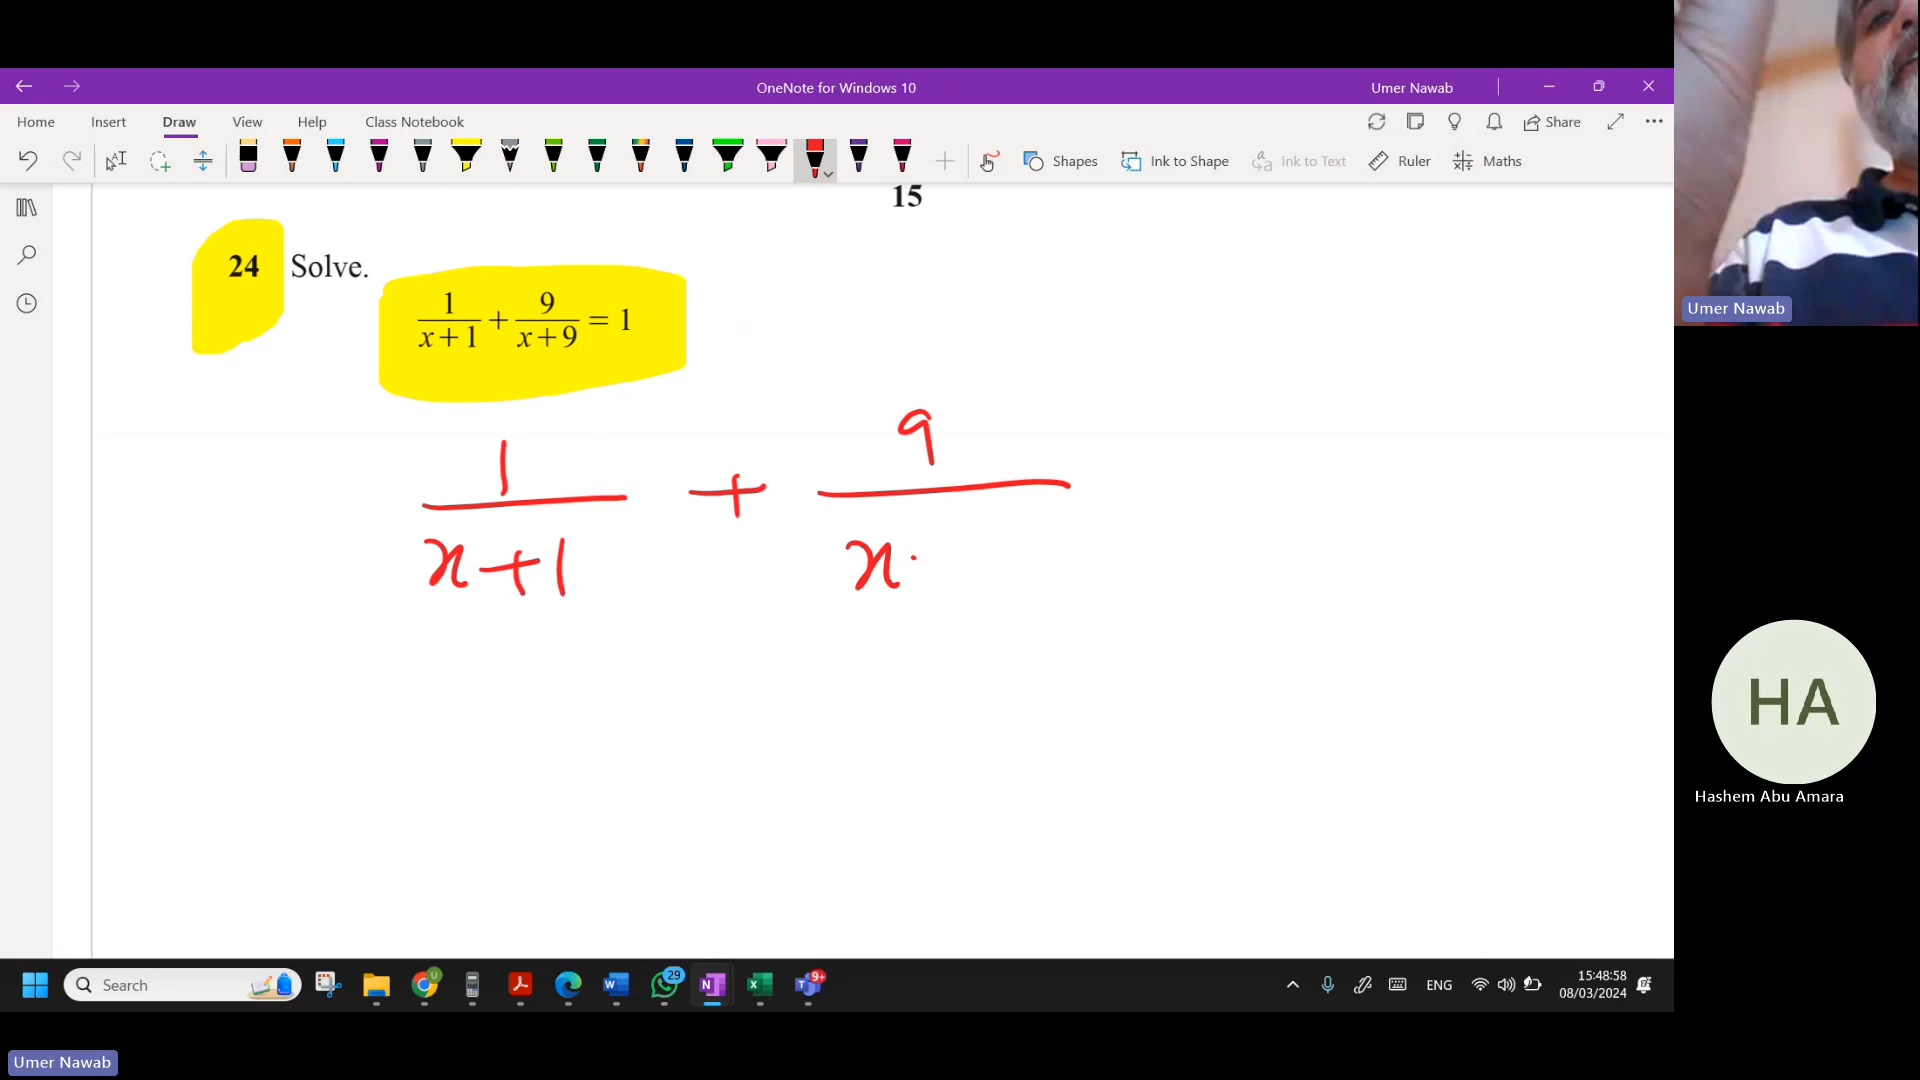 OneNote for Windows 10
Umer Nawab
Home Insert Draw View Help Class Notebook
Share
Shapes Ink to Shape Ink to Text Ruler Maths
15
24 Solve.
1/(x+1) + 9/(x+9) = 1
1/(x+1) + 9/x
Umer Nawab
HA
Hashem Abu Amara
Search
U
W
29
N
X
T
9+
ENG
15:48:58
08/03/2024
Umer Nawab